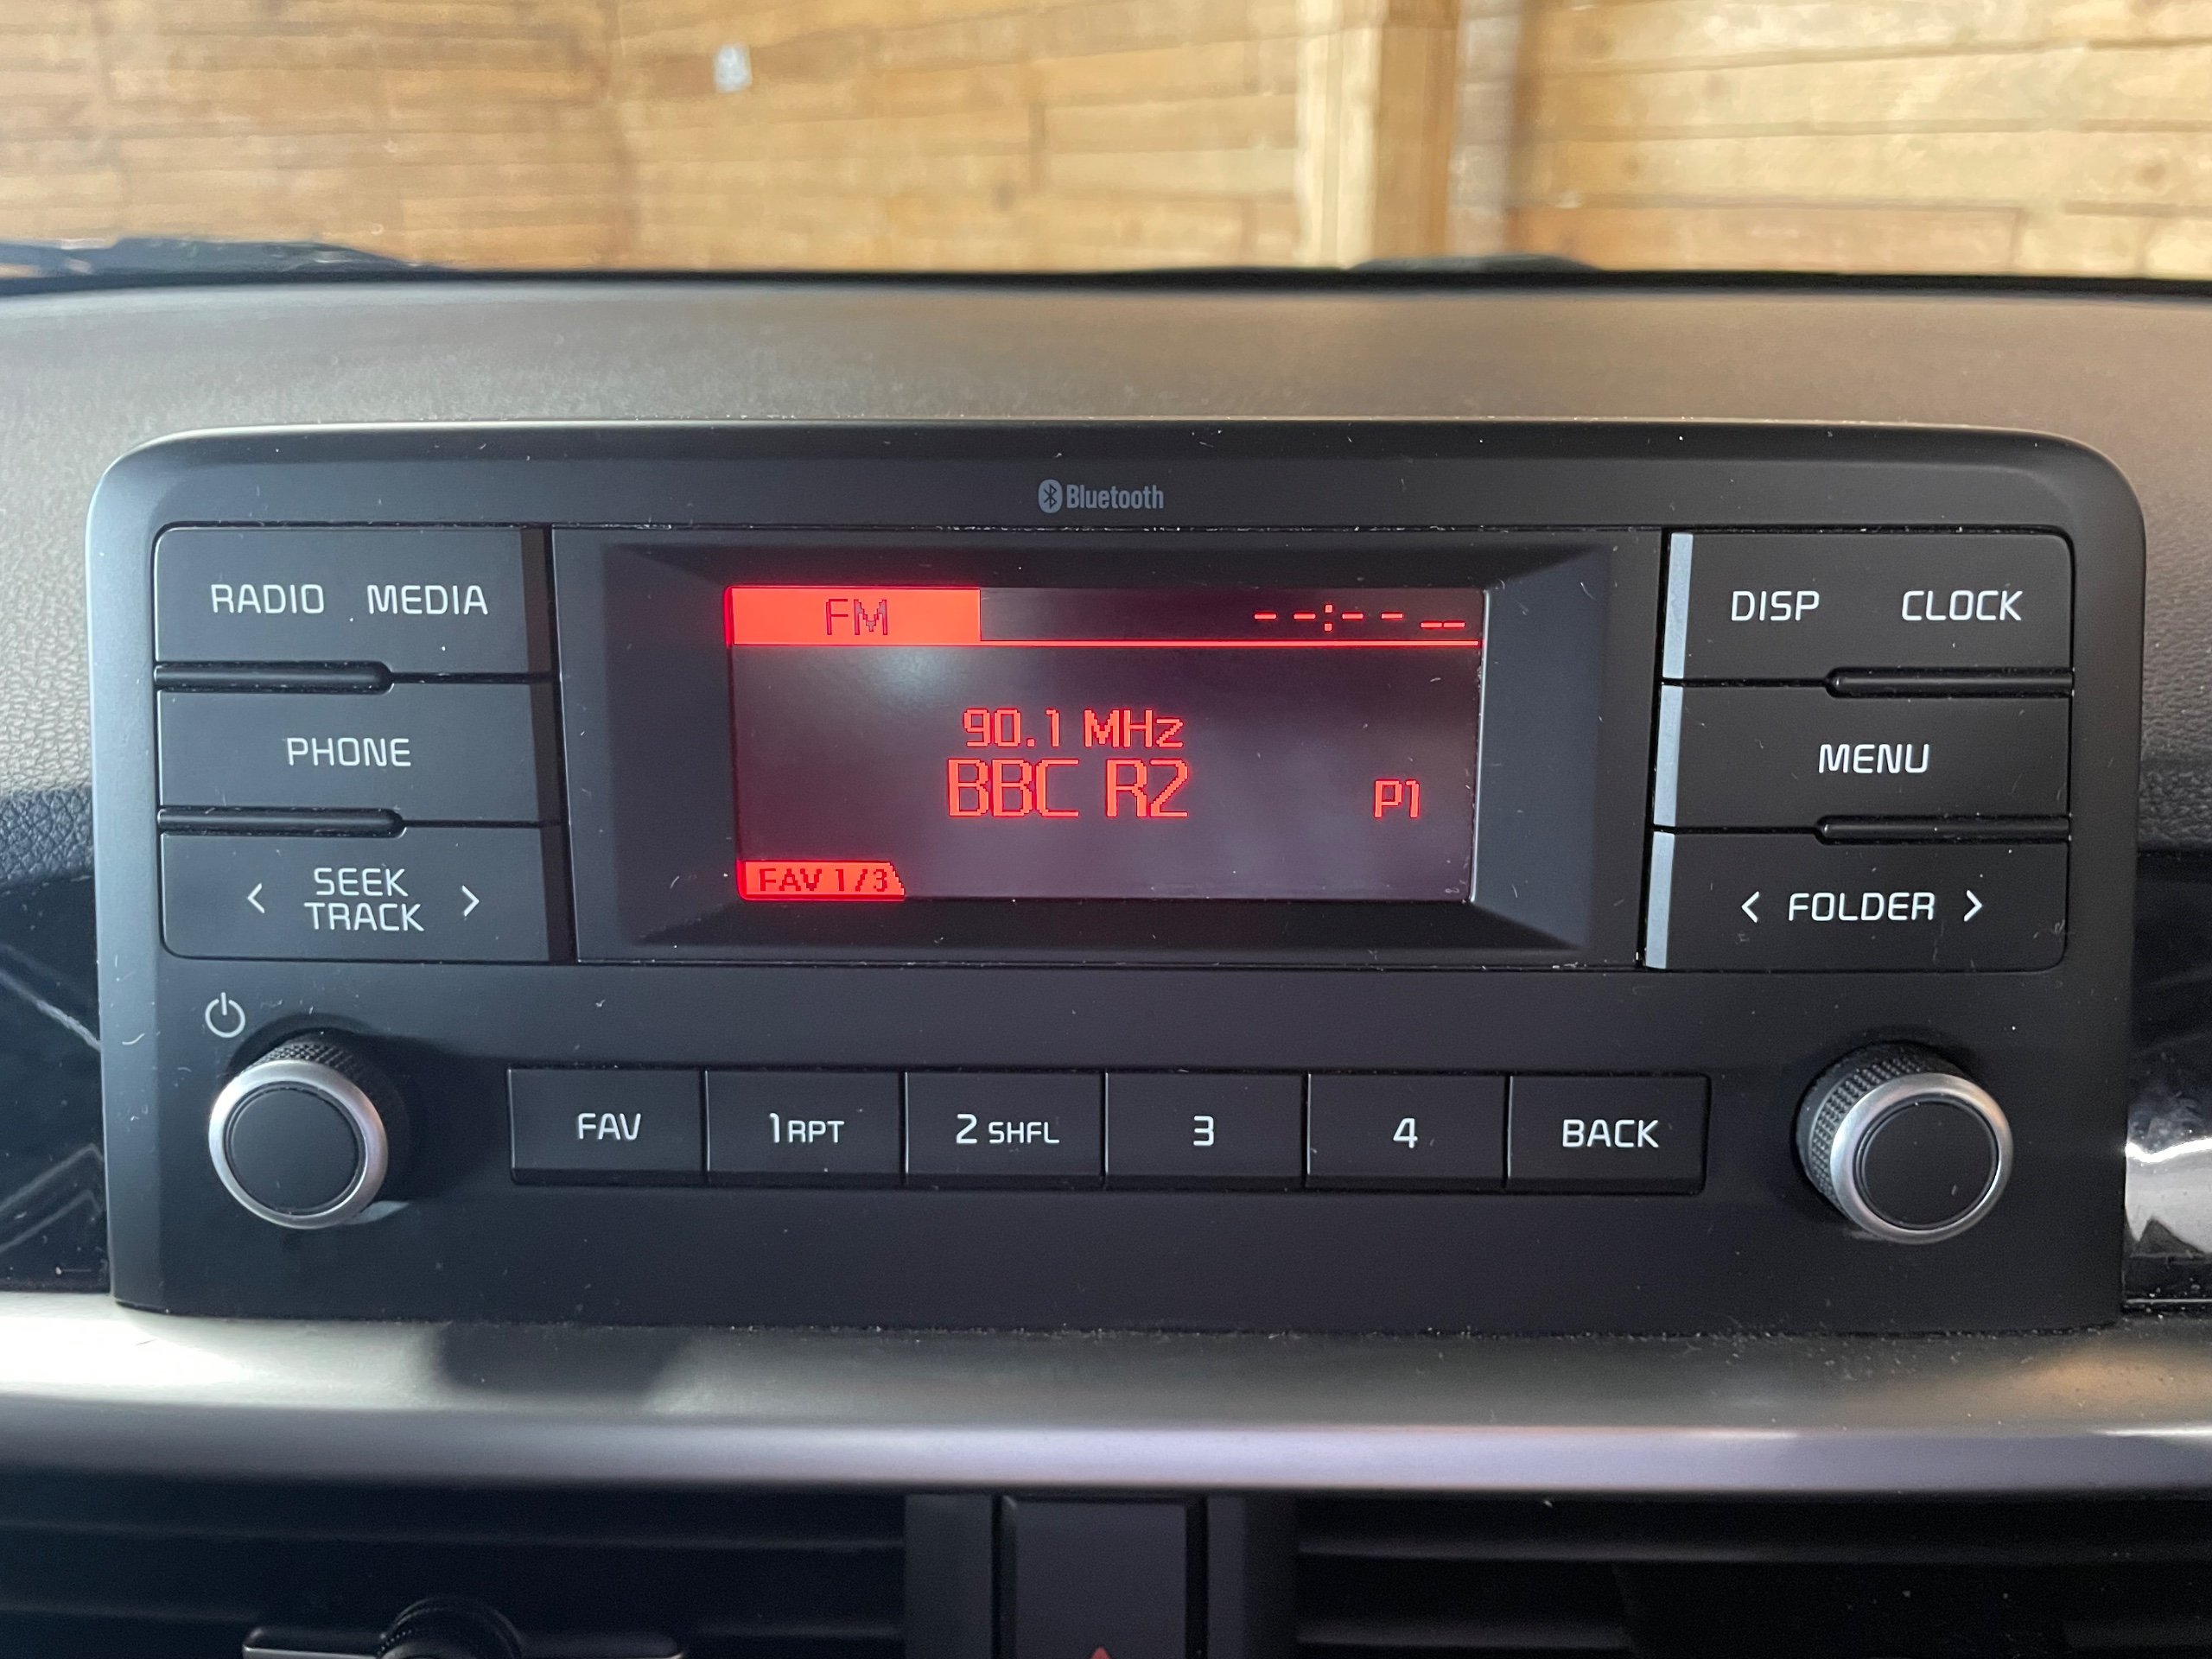 Bluetooth
RADIO MEDIA
FM --:-- --
DISP CLOCK
PHONE
90.1 MHz
BBC R2
P1
MENU
< SEEK TRACK >
FAV 1/3
< FOLDER >
FAV
1 RPT
2 SHFL
3
4
BACK